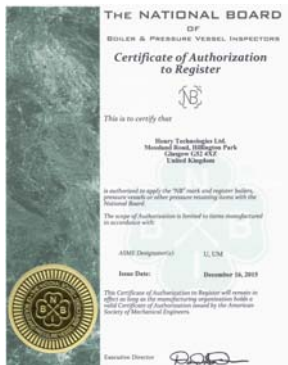 THE NATIONAL BOARD
OF
BOILER & PRESSURE VESSEL INSPECTORS
Certificate of Authorization
to Register
NB
This is to certify that
Henry Technologies Ltd.
Mossland Road, Hillington Park
Glasgow G52 4XZ
United Kingdom
is authorized to apply the "NB" mark and register boilers,
pressure vessels or other pressure retaining items with the
National Board.
The scope of Authorization is limited to items manufactured
in accordance with:
ASME Designator(s) U, UM
Issue Date: December 16, 2015
This Certificate of Authorization to Register will remain in
effect as long as the manufacturing organization holds a
valid Certificate of Authorization issued by the American
Society of Mechanical Engineers.
Executive Director